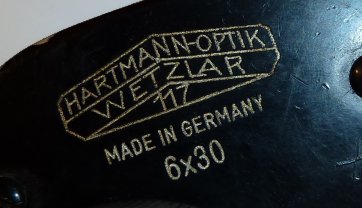 HARTMANN-OPTIK
WETZLAR
117
MADE IN GERMANY
6x30